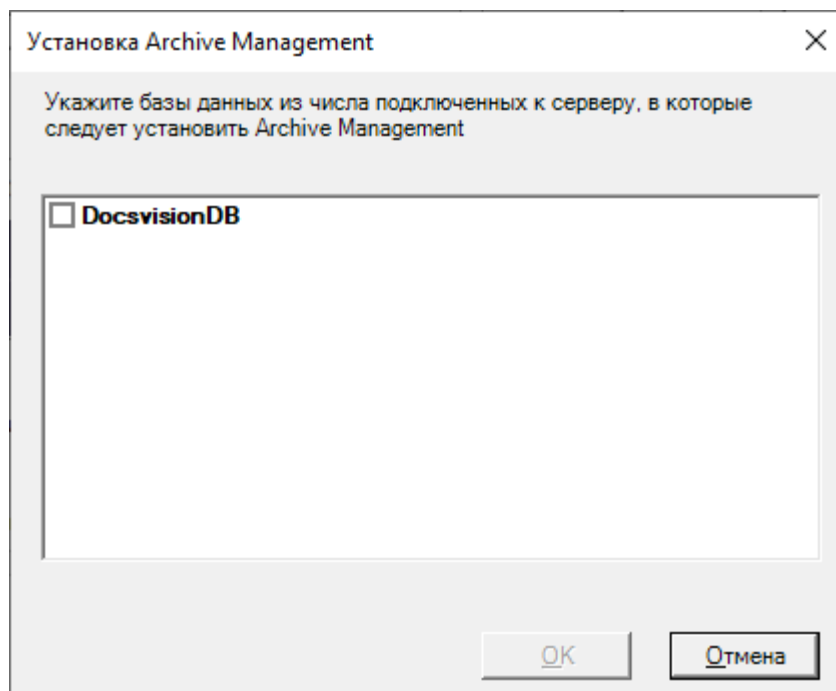 Установка Archive Management
Укажите базы данных из числа подключенных к серверу, в которые
следует установить Archive Management
DocsvisionDB
OK
Отмена